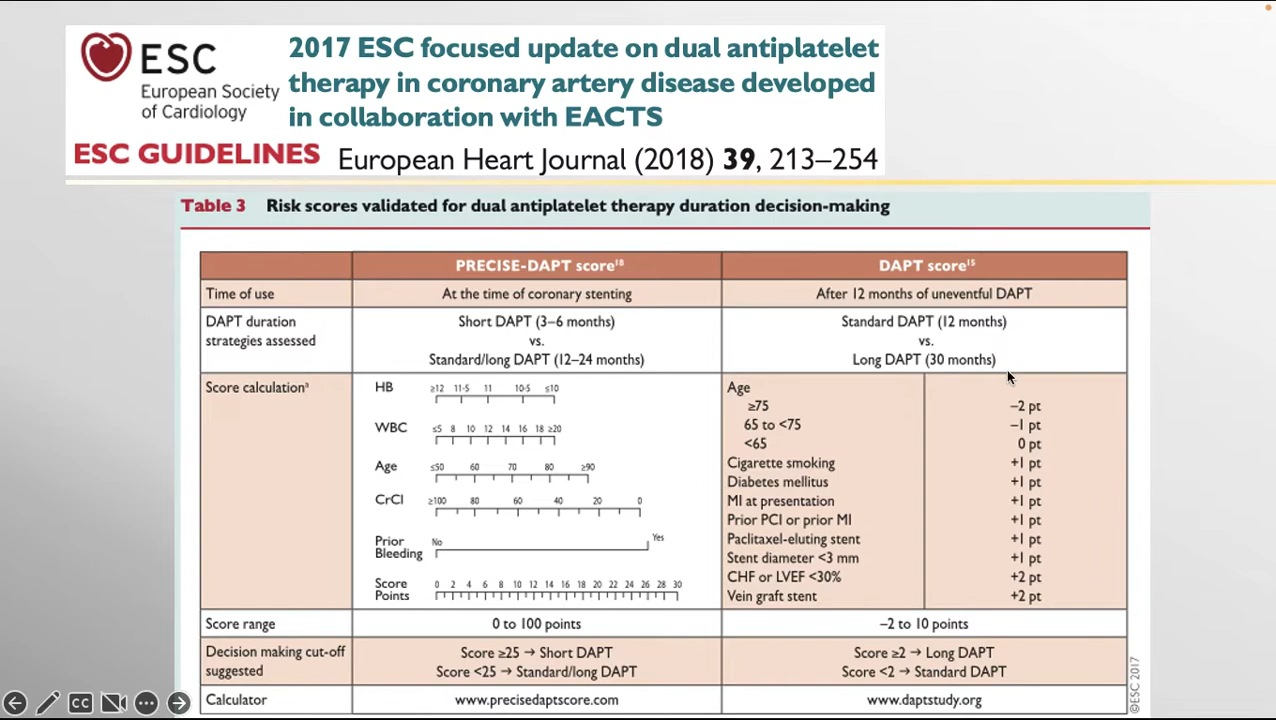 ESC
European Society
of Cardiology
2017 ESC focused update on dual antiplatelet
therapy in coronary artery disease developed
in collaboration with EACTS
ESC GUIDELINES European Heart Journal (2018) 39, 213–254
Table 3 Risk scores validated for dual antiplatelet therapy duration decision-making
PRECISE-DAPT score18 DAPT score15
Time of use At the time of coronary stenting After 12 months of uneventful DAPT
DAPT duration
strategies assessed
Short DAPT (3–6 months)
vs.
Standard/long DAPT (12–24 months)
Standard DAPT (12 months)
vs.
Long DAPT (30 months)
Score calculationa
HB ≥12 11·5 11 10·5 ≤10
WBC ≤5 8 10 12 14 16 18 ≥20
Age ≤50 60 70 80 ≥90
CrCl ≥100 80 60 40 20 0
Prior
Bleeding
No Yes
Score
Points
0 2 4 6 8 10 12 14 16 18 20 22 24 26 28 30
Age
≥75 –2 pt
65 to <75 –1 pt
<65 0 pt
Cigarette smoking +1 pt
Diabetes mellitus +1 pt
MI at presentation +1 pt
Prior PCI or prior MI +1 pt
Paclitaxel-eluting stent +1 pt
Stent diameter <3 mm +1 pt
CHF or LVEF <30% +2 pt
Vein graft stent +2 pt
Score range 0 to 100 points –2 to 10 points
Decision making cut-off
suggested
Score ≥25 → Short DAPT
Score <25 → Standard/long DAPT
Score ≥2 → Long DAPT
Score <2 → Standard DAPT
Calculator www.precisedaptscore.com www.daptstudy.org
©ESC 2017
CC